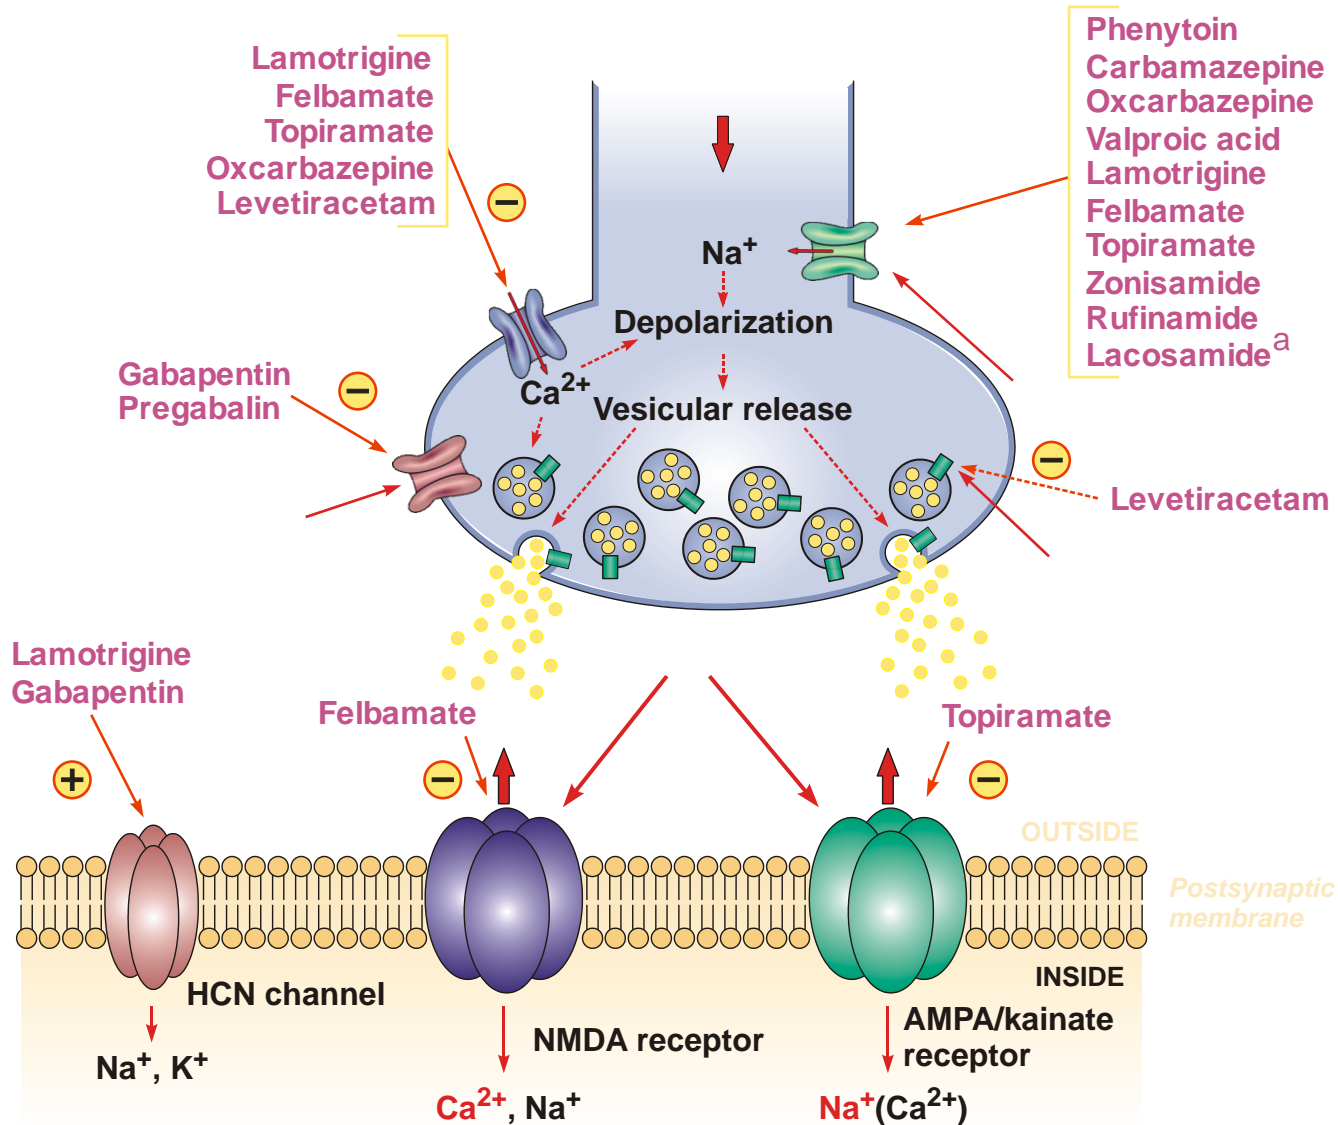 Lamotrigine
Felbamate
Topiramate
Oxcarbazepine
Levetiracetam
−
Phenytoin
Carbamazepine
Oxcarbazepine
Valproic acid
Lamotrigine
Felbamate
Topiramate
Zonisamide
Rufinamide
Lacosamide^a
Na⁺
Depolarization
Ca²⁺
Vesicular release
Gabapentin
Pregabalin
−
−
Levetiracetam
Lamotrigine
Gabapentin
+
Felbamate
−
Topiramate
−
OUTSIDE
Postsynaptic
membrane
INSIDE
HCN channel
Na⁺, K⁺
NMDA receptor
Ca²⁺, Na⁺
AMPA/kainate
receptor
Na⁺(Ca²⁺)